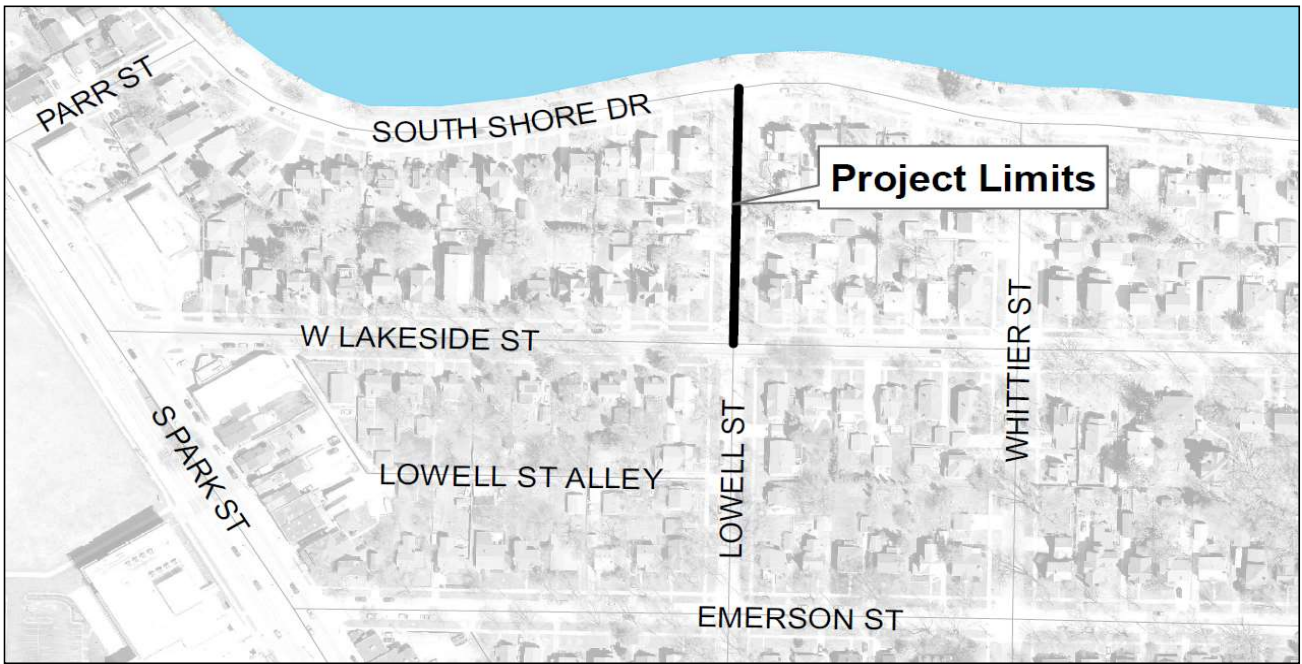 PARR ST
SOUTH SHORE DR
Project Limits
W LAKESIDE ST
WHITTIER ST
S PARK ST
LOWELL ST
LOWELL ST ALLEY
EMERSON ST